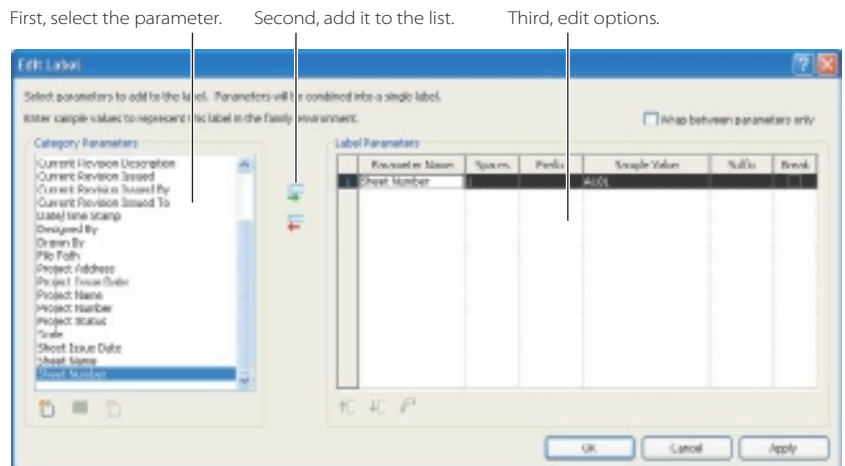 First, select the parameter. Second, add it to the list. Third, edit options.
Edit Label
Select parameters to add to the label. Parameters will be combined into a single label.
Enter sample values to represent this label in the family environment.
Wrap between parameters only
Category Parameters
Label Parameters
Current Revision Description
Current Revision Issued
Current Revision Issued By
Current Revision Issued To
Date/Time Stamp
Designed By
Drawn By
File Path
Project Address
Project Issue Date
Project Name
Project Number
Project Status
Scale
Sheet Issue Date
Sheet Name
Sheet Number
Parameter Name Spaces Prefix Sample Value Suffix Break
1 Sheet Number 1 A101
OK Cancel Apply